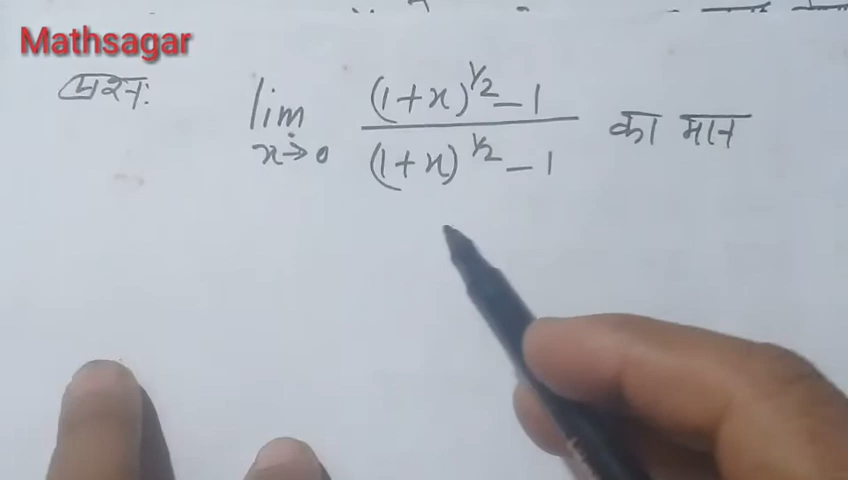 Mathsagar
प्रश्न:
lim x→0 (1+x)^1/2 - 1 / (1+x)^1/2 - 1 का मान